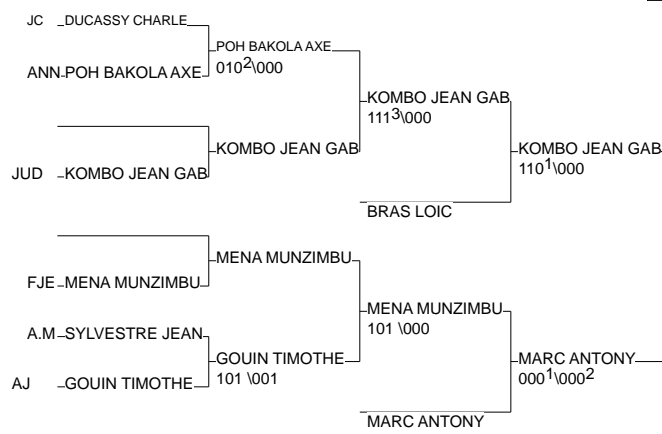 JC DUCASSY CHARLE
POH BAKOLA AXE
010²\000
ANN POH BAKOLA AXE
KOMBO JEAN GAB
111³\000
KOMBO JEAN GAB
KOMBO JEAN GAB
110¹\000
JUD KOMBO JEAN GAB
BRAS LOIC
MENA MUNZIMBU
FJE MENA MUNZIMBU
MENA MUNZIMBU
101 \000
A.M SYLVESTRE JEAN
GOUIN TIMOTHE
101 \001
MARC ANTONY
000¹\000²
AJ GOUIN TIMOTHE
MARC ANTONY